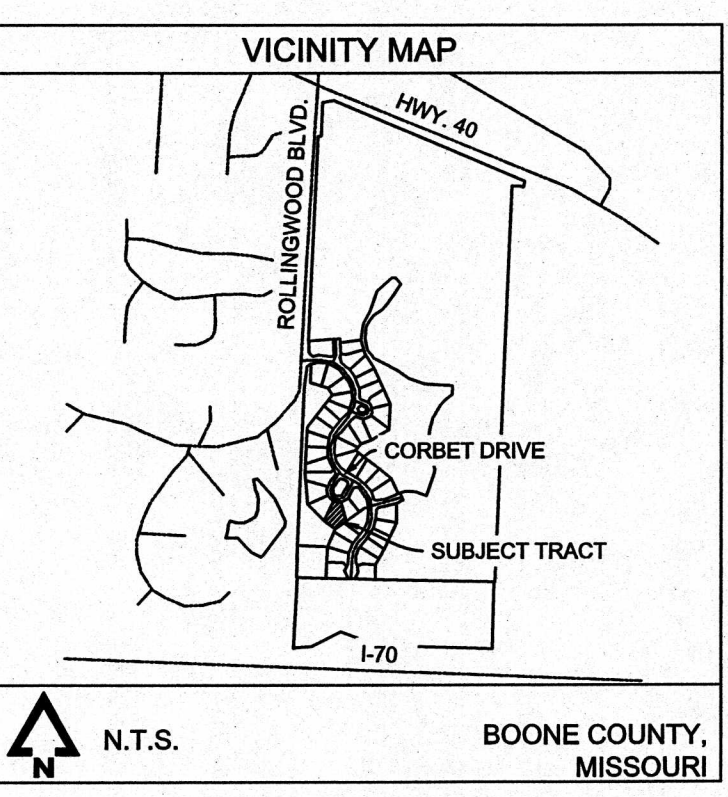 VICINITY MAP
HWY. 40
ROLLINGWOOD BLVD.
CORBET DRIVE
SUBJECT TRACT
I-70
N
N.T.S.
BOONE COUNTY,
MISSOURI